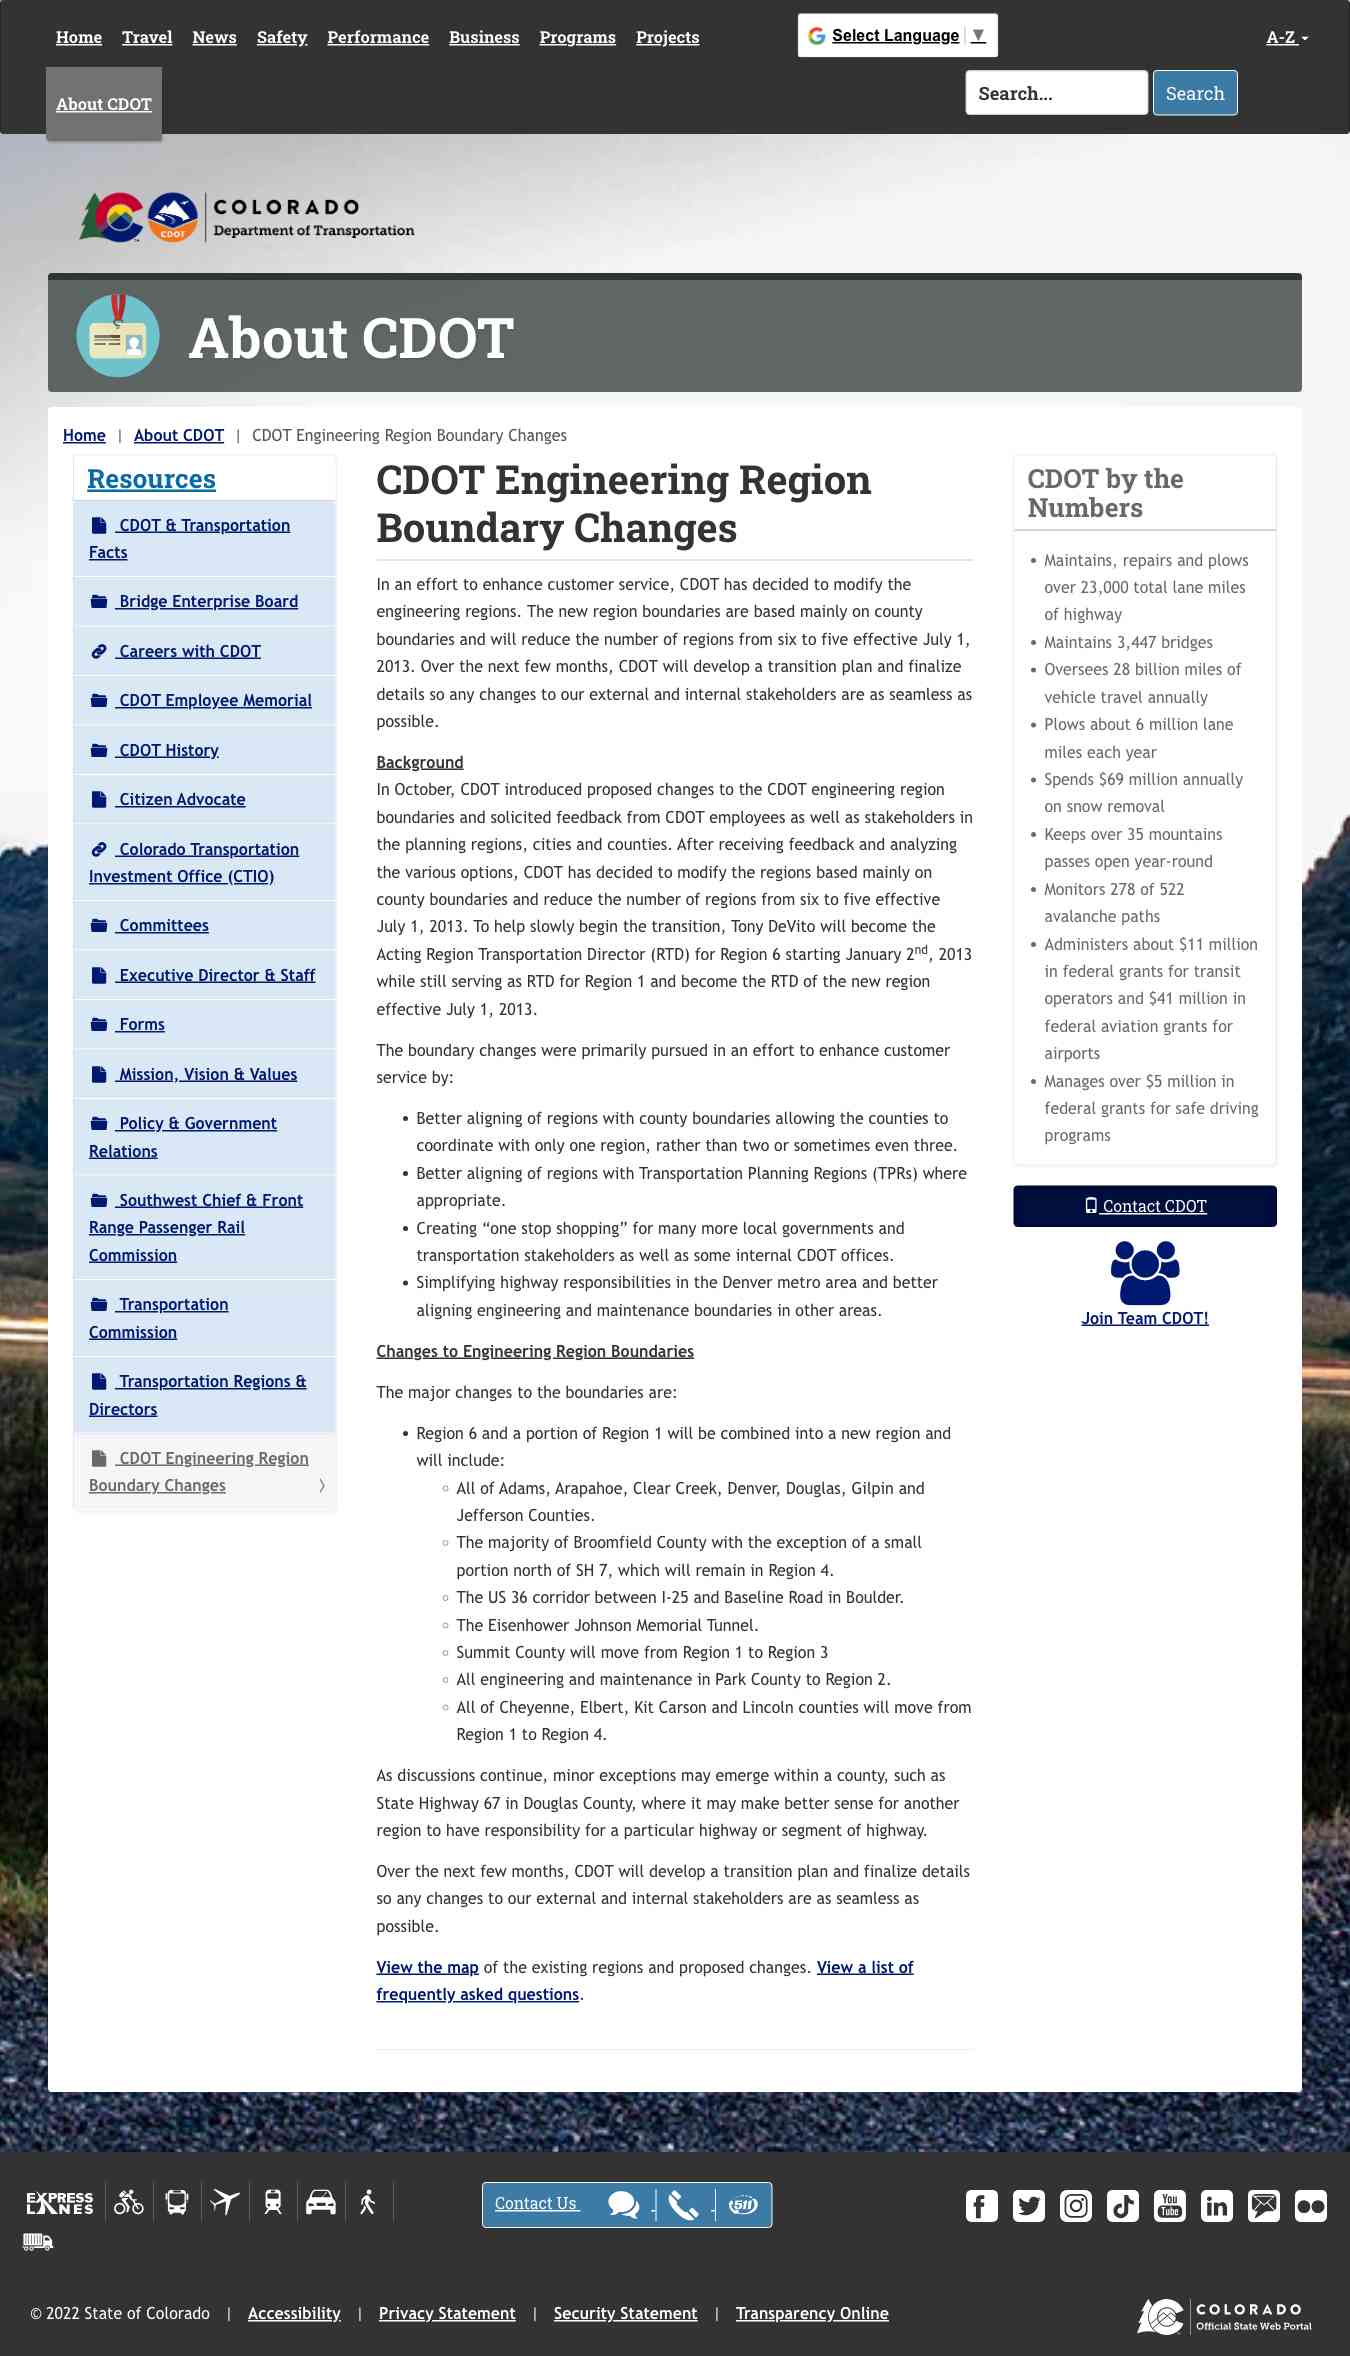 Home Travel News Safety Performance Business Programs Projects
Select Language ▼
A-Z
About CDOT
Search...
Search
COLORADO
Department of Transportation
CDOT
About CDOT
Home | About CDOT | CDOT Engineering Region Boundary Changes
Resources
CDOT & Transportation
Facts
Bridge Enterprise Board
Careers with CDOT
CDOT Employee Memorial
CDOT History
Citizen Advocate
Colorado Transportation
Investment Office (CTIO)
Committees
Executive Director & Staff
Forms
Mission, Vision & Values
Policy & Government
Relations
Southwest Chief & Front
Range Passenger Rail
Commission
Transportation
Commission
Transportation Regions &
Directors
CDOT Engineering Region
Boundary Changes
CDOT Engineering Region
Boundary Changes
In an effort to enhance customer service, CDOT has decided to modify the
engineering regions. The new region boundaries are based mainly on county
boundaries and will reduce the number of regions from six to five effective July 1,
2013. Over the next few months, CDOT will develop a transition plan and finalize
details so any changes to our external and internal stakeholders are as seamless as
possible.
Background
In October, CDOT introduced proposed changes to the CDOT engineering region
boundaries and solicited feedback from CDOT employees as well as stakeholders in
the planning regions, cities and counties. After receiving feedback and analyzing
the various options, CDOT has decided to modify the regions based mainly on
county boundaries and reduce the number of regions from six to five effective
July 1, 2013. To help slowly begin the transition, Tony DeVito will become the
Acting Region Transportation Director (RTD) for Region 6 starting January 2nd, 2013
while still serving as RTD for Region 1 and become the RTD of the new region
effective July 1, 2013.
The boundary changes were primarily pursued in an effort to enhance customer
service by:
• Better aligning of regions with county boundaries allowing the counties to
coordinate with only one region, rather than two or sometimes even three.
• Better aligning of regions with Transportation Planning Regions (TPRs) where
appropriate.
• Creating “one stop shopping” for many more local governments and
transportation stakeholders as well as some internal CDOT offices.
• Simplifying highway responsibilities in the Denver metro area and better
aligning engineering and maintenance boundaries in other areas.
Changes to Engineering Region Boundaries
The major changes to the boundaries are:
• Region 6 and a portion of Region 1 will be combined into a new region and
will include:
◦ All of Adams, Arapahoe, Clear Creek, Denver, Douglas, Gilpin and
Jefferson Counties.
◦ The majority of Broomfield County with the exception of a small
portion north of SH 7, which will remain in Region 4.
◦ The US 36 corridor between I-25 and Baseline Road in Boulder.
◦ The Eisenhower Johnson Memorial Tunnel.
◦ Summit County will move from Region 1 to Region 3
◦ All engineering and maintenance in Park County to Region 2.
◦ All of Cheyenne, Elbert, Kit Carson and Lincoln counties will move from
Region 1 to Region 4.
As discussions continue, minor exceptions may emerge within a county, such as
State Highway 67 in Douglas County, where it may make better sense for another
region to have responsibility for a particular highway or segment of highway.
Over the next few months, CDOT will develop a transition plan and finalize details
so any changes to our external and internal stakeholders are as seamless as
possible.
View the map of the existing regions and proposed changes. View a list of
frequently asked questions.
CDOT by the
Numbers
• Maintains, repairs and plows
over 23,000 total lane miles
of highway
• Maintains 3,447 bridges
• Oversees 28 billion miles of
vehicle travel annually
• Plows about 6 million lane
miles each year
• Spends $69 million annually
on snow removal
• Keeps over 35 mountains
passes open year-round
• Monitors 278 of 522
avalanche paths
• Administers about $11 million
in federal grants for transit
operators and $41 million in
federal aviation grants for
airports
• Manages over $5 million in
federal grants for safe driving
programs
Contact CDOT
Join Team CDOT!
EXPRESS
LANES
Contact Us
511
You
Tube
in
© 2022 State of Colorado | Accessibility | Privacy Statement | Security Statement | Transparency Online
COLORADO
Official State Web Portal